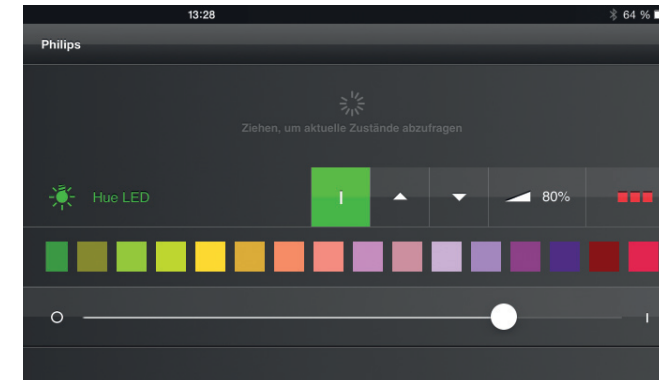 13:28 64 %
Philips
Ziehen, um aktuelle Zustände abzufragen
Hue LED I 80%
O I